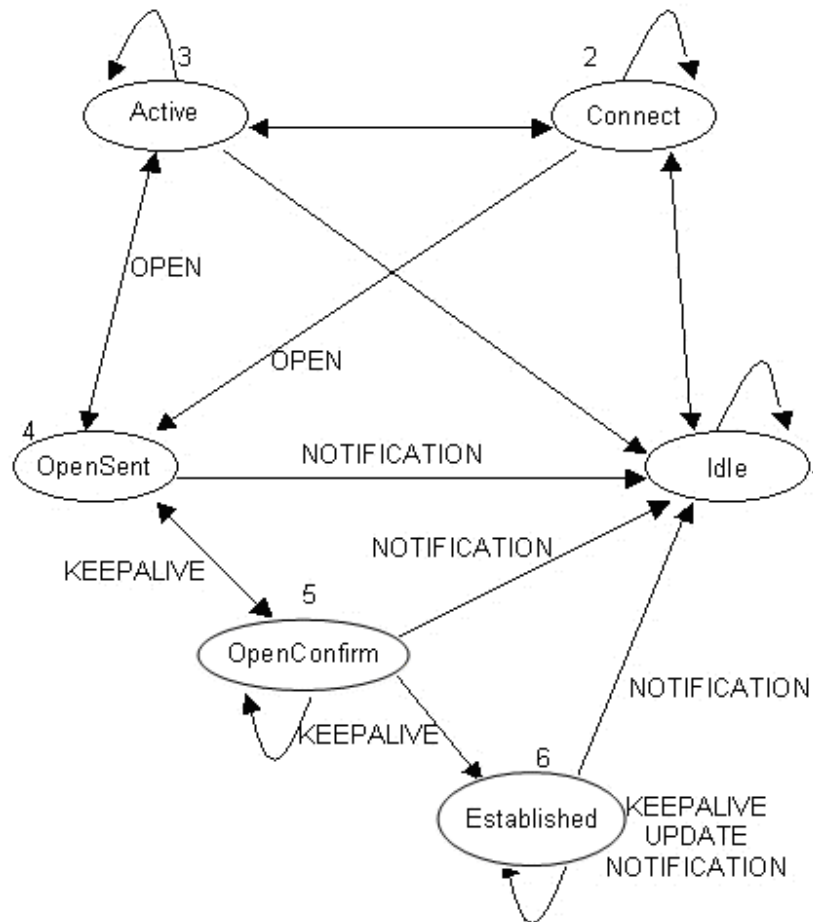 3
2
Active
Connect
OPEN
OPEN
4
OpenSent
NOTIFICATION
Idle
KEEPALIVE
NOTIFICATION
5
OpenConfirm
NOTIFICATION
KEEPALIVE
6
Established
KEEPALIVE
UPDATE
NOTIFICATION